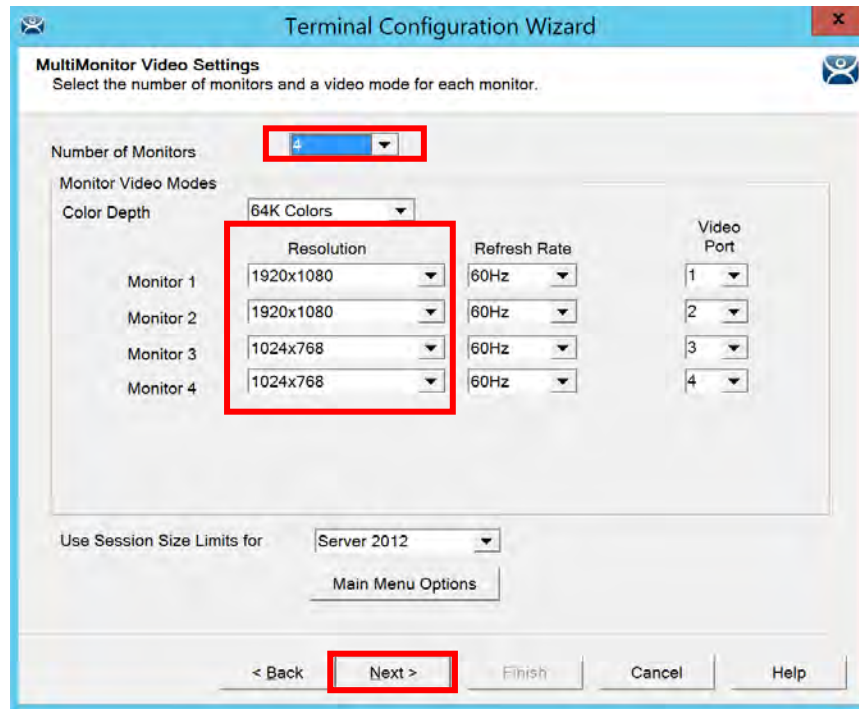 Terminal Configuration Wizard
x
MultiMonitor Video Settings
Select the number of monitors and a video mode for each monitor.
Number of Monitors 4
Monitor Video Modes
Color Depth 64K Colors
Resolution Refresh Rate Video Port
Monitor 1 1920x1080 60Hz 1
Monitor 2 1920x1080 60Hz 2
Monitor 3 1024x768 60Hz 3
Monitor 4 1024x768 60Hz 4
Use Session Size Limits for Server 2012
Main Menu Options
< Back Next > Finish Cancel Help